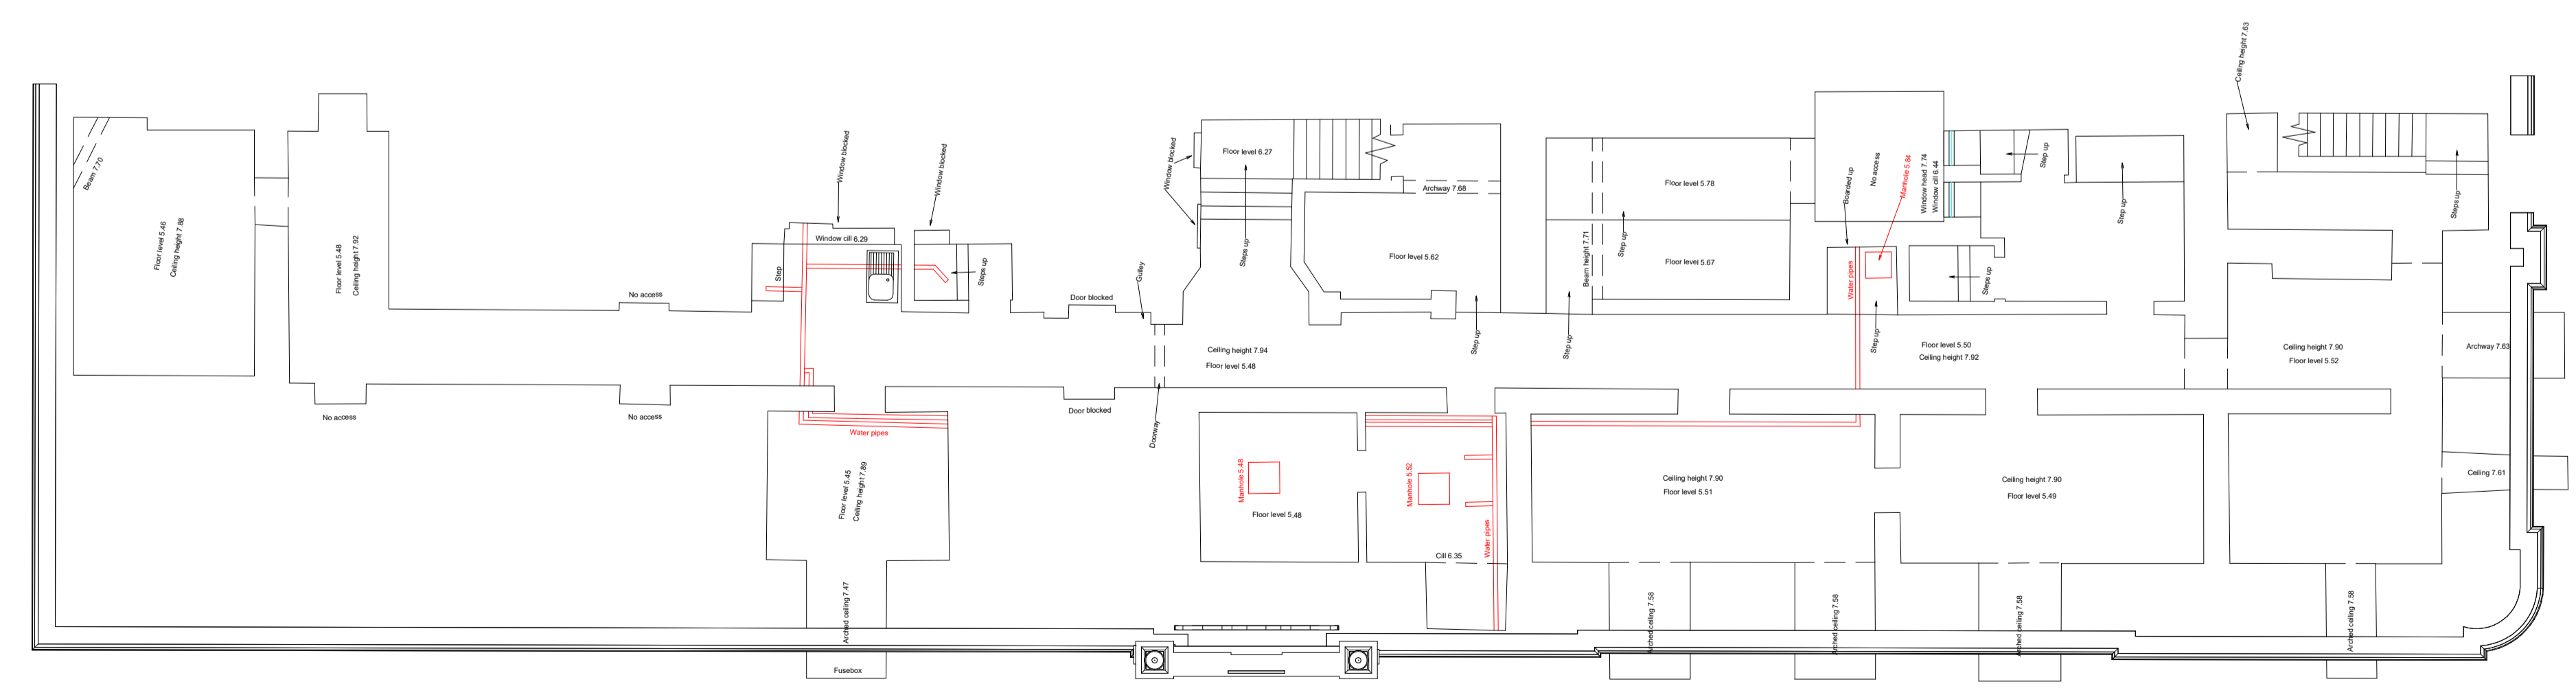 Ceiling height 7.63
Beam 7.70
Floor level 5.46
Ceiling height 7.88
Floor level 5.48
Ceiling height 7.92
No access
No access
No access
Window blocked
Window blocked
Window cill 6.29
Step
Steps up
Door blocked
Gulley
Door blocked
Doorway
Water pipes
Floor level 5.45
Ceiling height 7.89
Arched ceiling 7.47
Fusebox
Window blocked
Floor level 6.27
Steps up
Archway 7.68
Floor level 5.62
Ceiling height 7.94
Floor level 5.48
Step up
Manhole 5.48
Floor level 5.48
Manhole 5.52
Cill 6.35
Water pipes
Beam height 7.71
Step up
Step up
Floor level 5.78
Floor level 5.67
Boarded up
No access
Manhole 5.84
Window head 7.74
Window cill 6.44
Water pipes
Step up
Step up
Steps up
Step up
Floor level 5.50
Ceiling height 7.92
Ceiling height 7.90
Floor level 5.51
Ceiling height 7.90
Floor level 5.49
Arched ceiling 7.58
Arched ceiling 7.58
Arched ceiling 7.58
Arched ceiling 7.58
Steps up
Ceiling height 7.90
Floor level 5.52
Archway 7.63
Ceiling 7.61